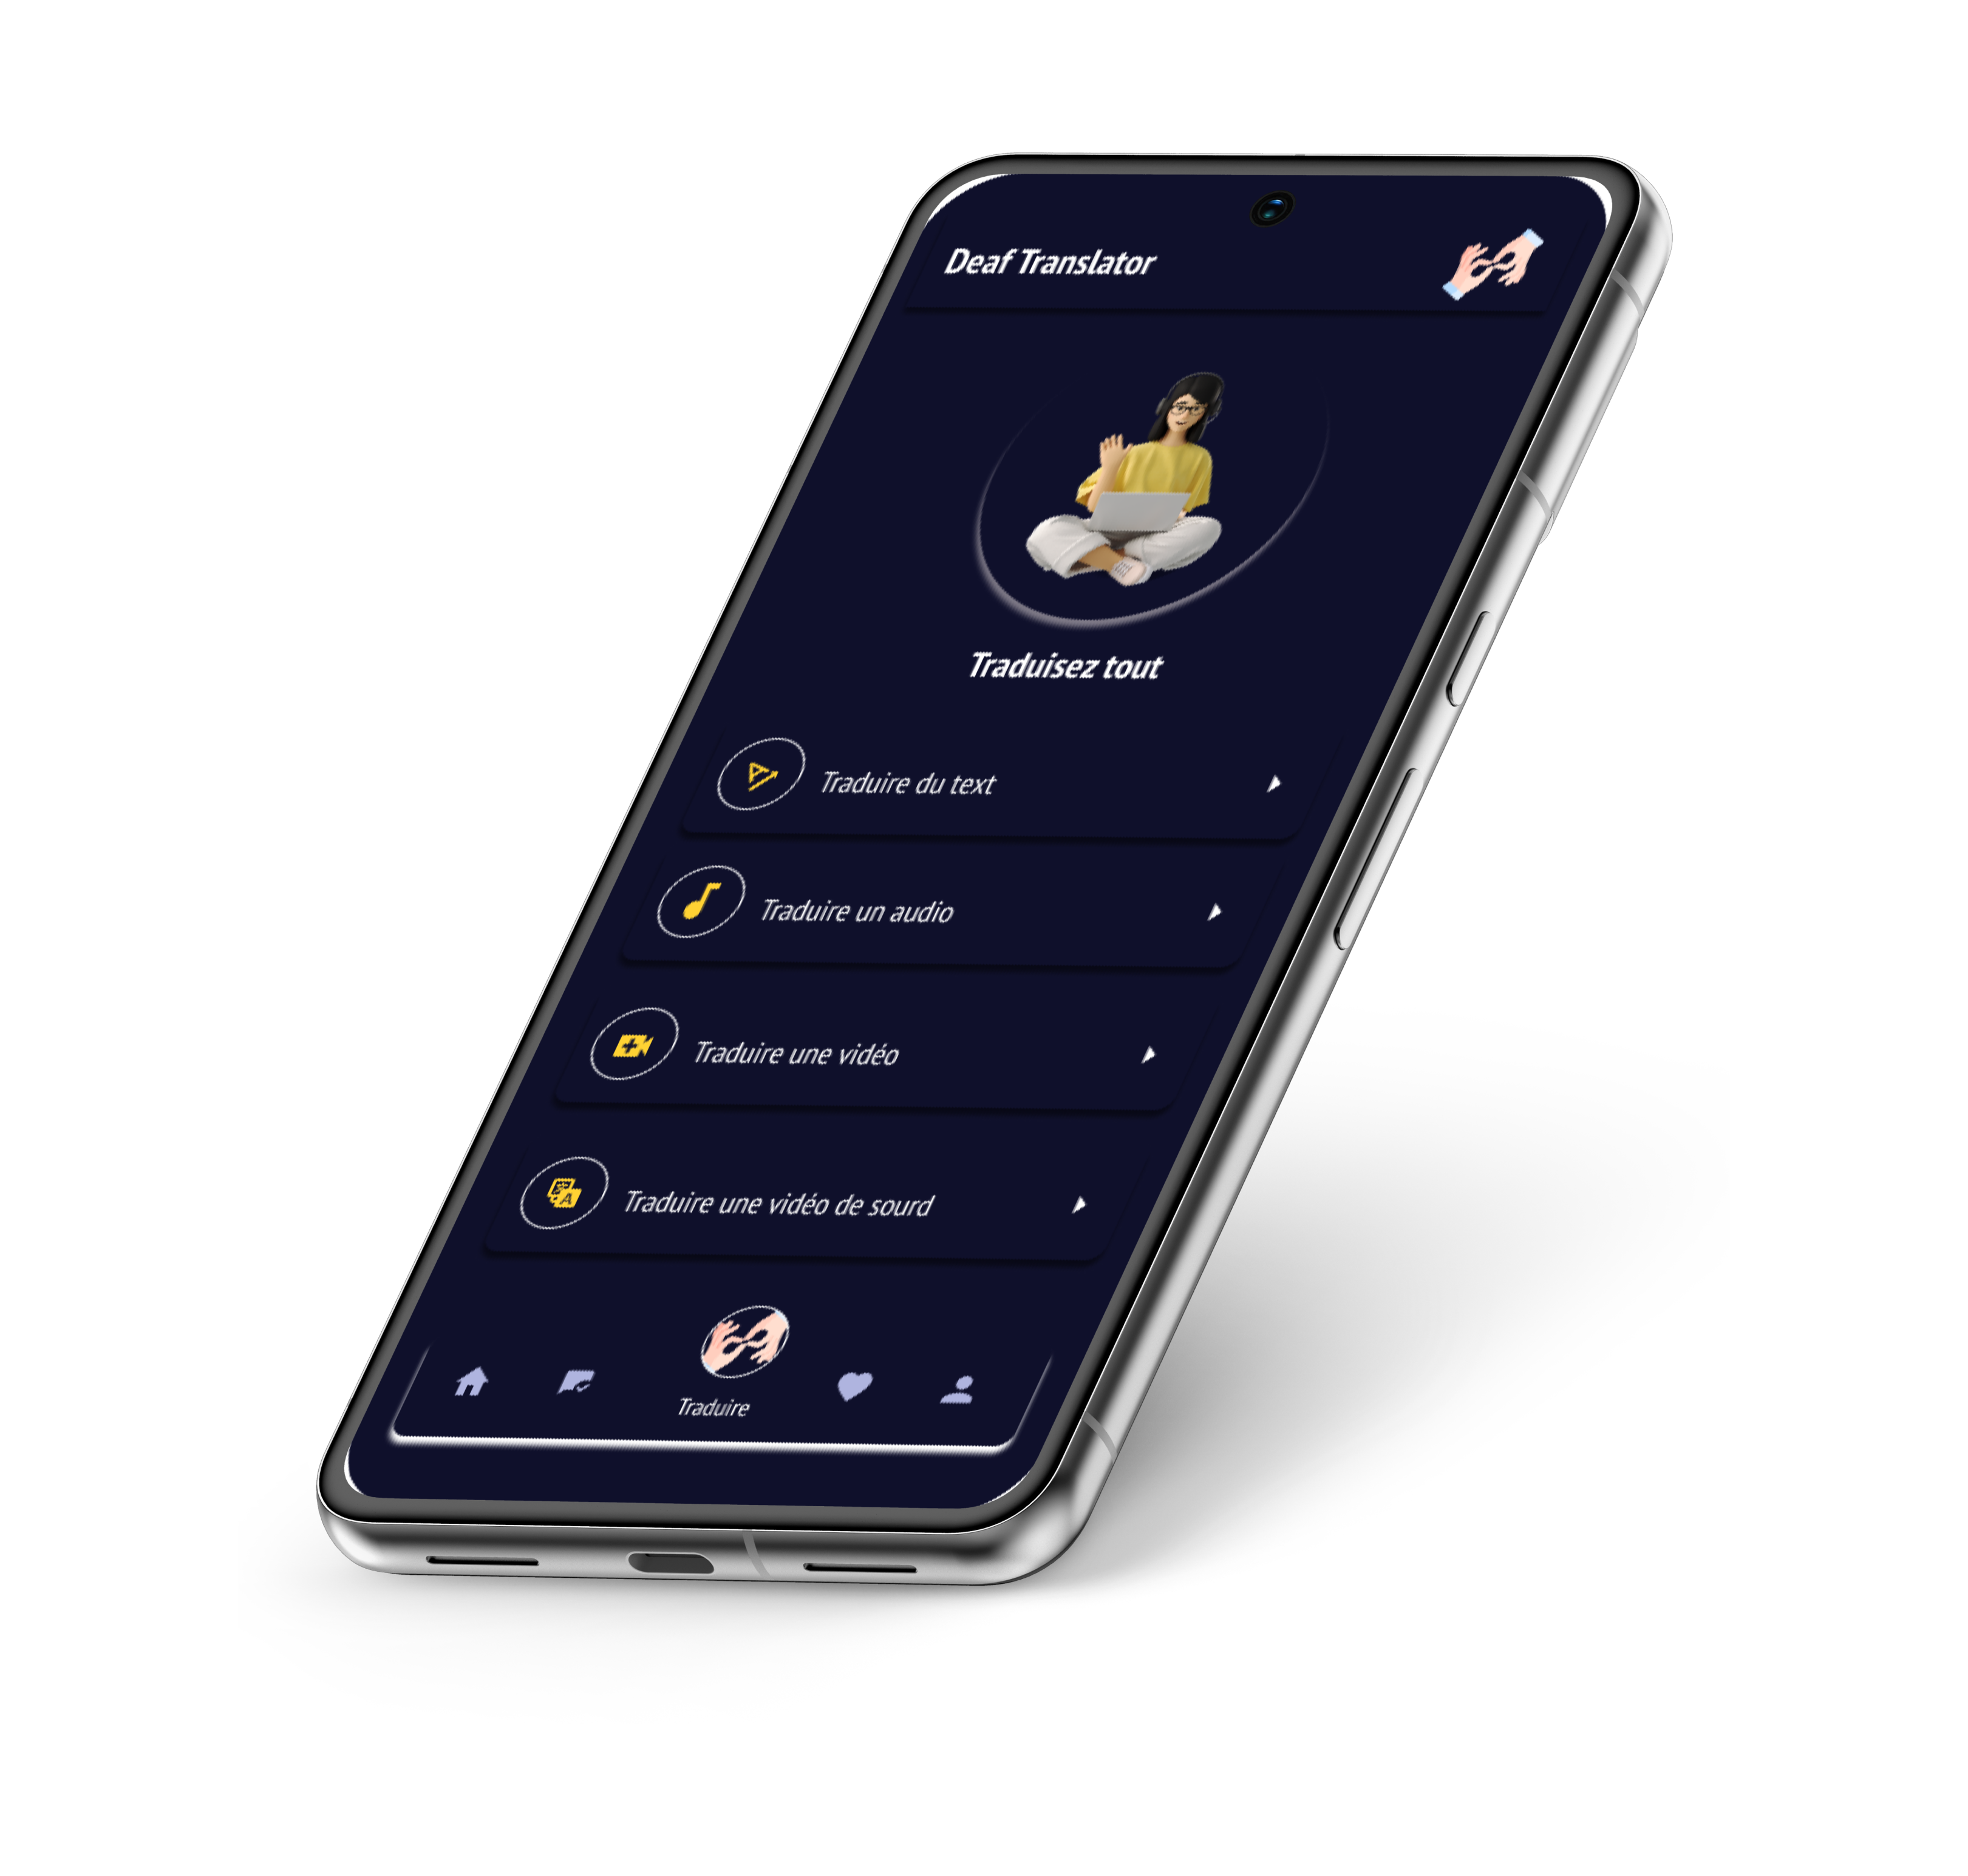 Deaf Translator
Traduisez tout
Traduire du text
Traduire un audio
Traduire une vidéo
Traduire une vidéo de sourd
Traduire